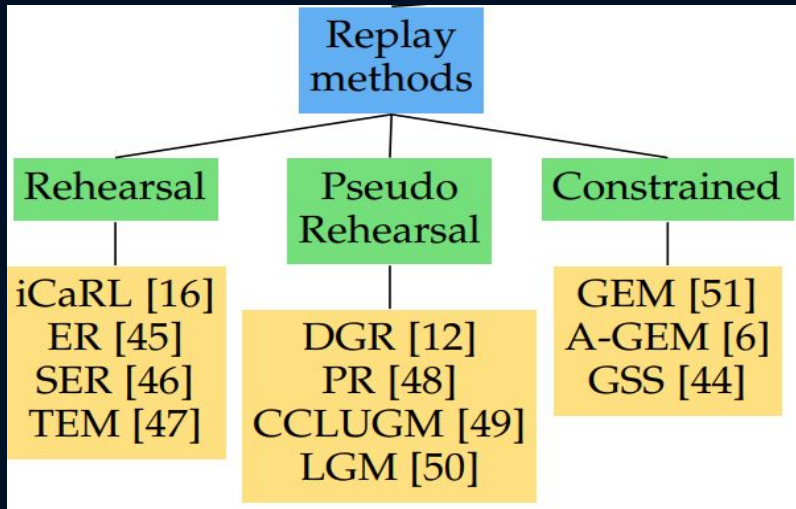 Replay
methods
Rehearsal
Pseudo
Rehearsal
Constrained
iCaRL [16]
ER [45]
SER [46]
TEM [47]
DGR [12]
PR [48]
CCLUGM [49]
LGM [50]
GEM [51]
A-GEM [6]
GSS [44]